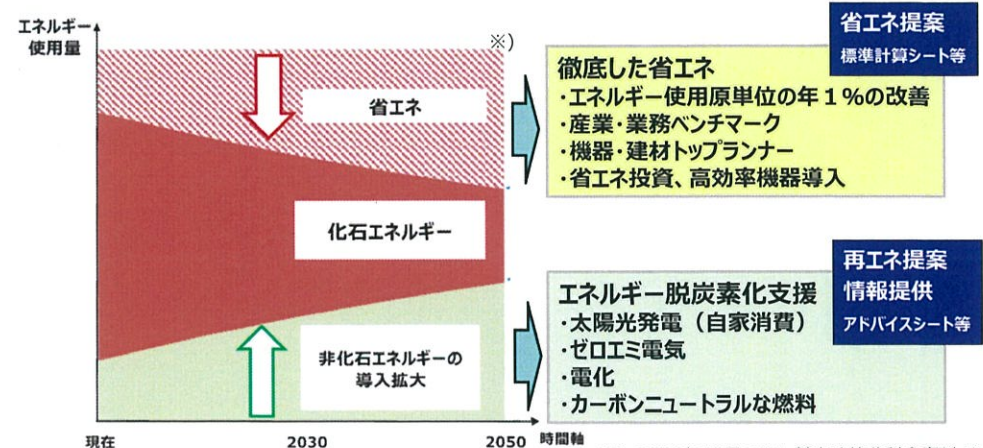 エネルギー
使用量
※)
省エネ
化石エネルギー
非化石エネルギーの
導入拡大
現在
2030
2050
時間軸
省エネ提案
標準計算シート等
徹底した省エネ
・エネルギー使用原単位の年1%の改善
・産業・業務ベンチマーク
・機器・建材トップランナー
・省エネ投資、高効率機器導入
再エネ提案
情報提供
アドバイスシート等
エネルギー脱炭素化支援
・太陽光発電（自家消費）
・ゼロエミ電気
・電化
・カーボンニュートラルな燃料